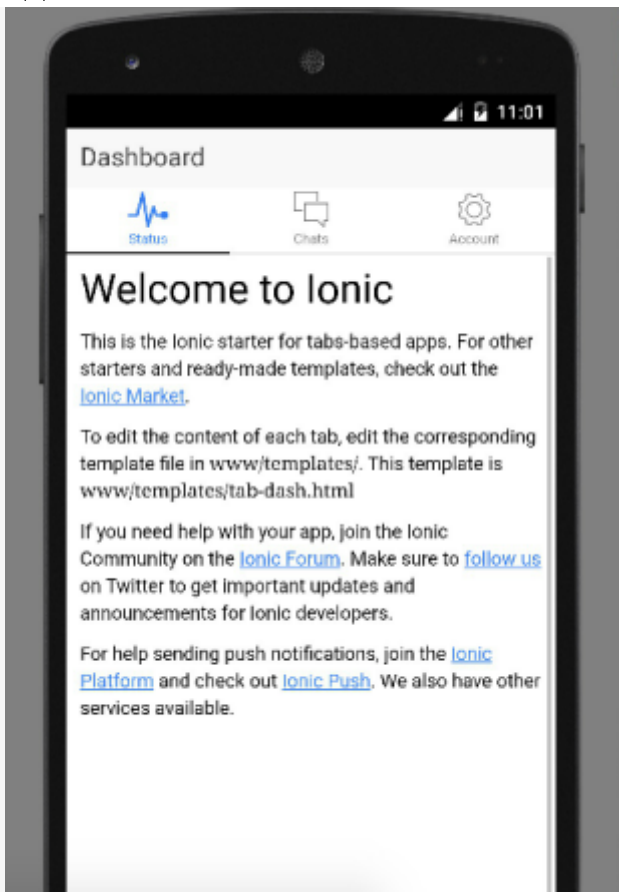 11:01
Dashboard
Status Chats Account
Welcome to Ionic
This is the Ionic starter for tabs-based apps. For other
starters and ready-made templates, check out the
Ionic Market.
To edit the content of each tab, edit the corresponding
template file in www/templates/. This template is
www/templates/tab-dash.html
If you need help with your app, join the Ionic
Community on the Ionic Forum. Make sure to follow us
on Twitter to get important updates and
announcements for Ionic developers.
For help sending push notifications, join the Ionic
Platform and check out Ionic Push. We also have other
services available.